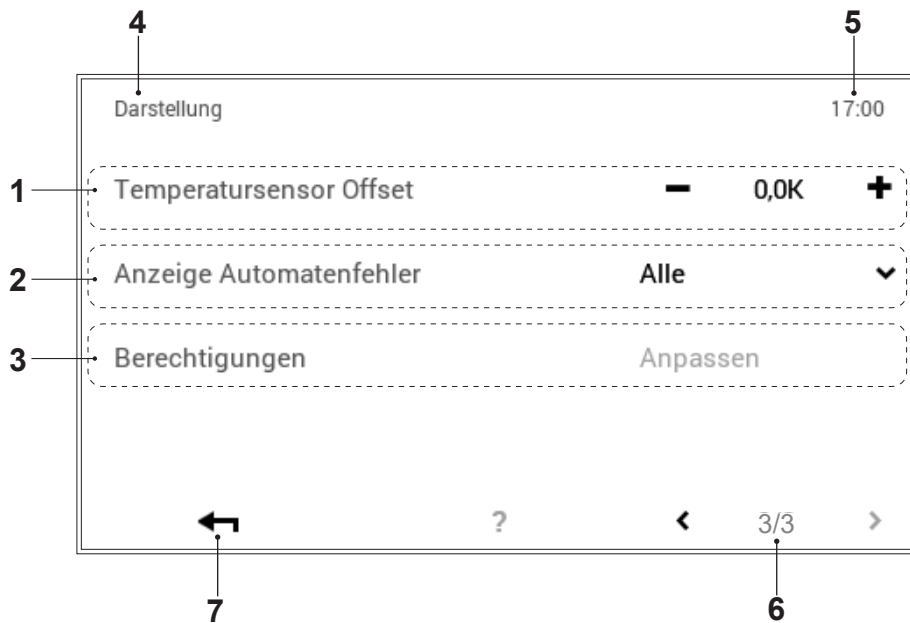 4 5
Darstellung 17:00
1 Temperatursensor Offset − 0,0K +
2 Anzeige Automatenfehler Alle
3 Berechtigungen Anpassen
? < 3/3 >
7 6